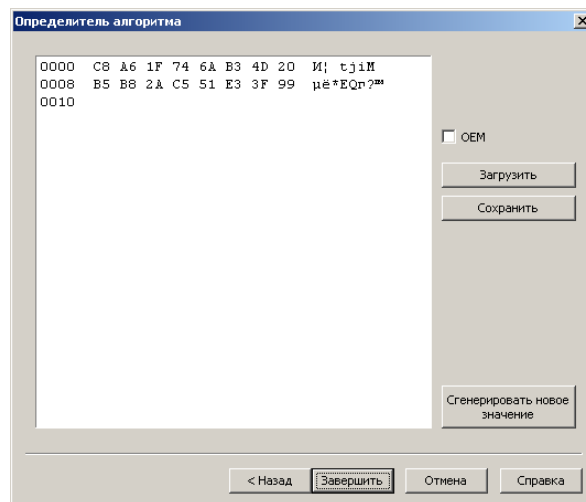 Определитель алгоритма
0000 C8 A6 1F 74 6A B3 4D 20 И¦ tjіM
0008 B5 B8 2A C5 51 E3 3F 99 µё*EQг?™
0010
OEM
Загрузить
Сохранить
Сгенерировать новое
значение
< Назад
Завершить
Отмена
Справка